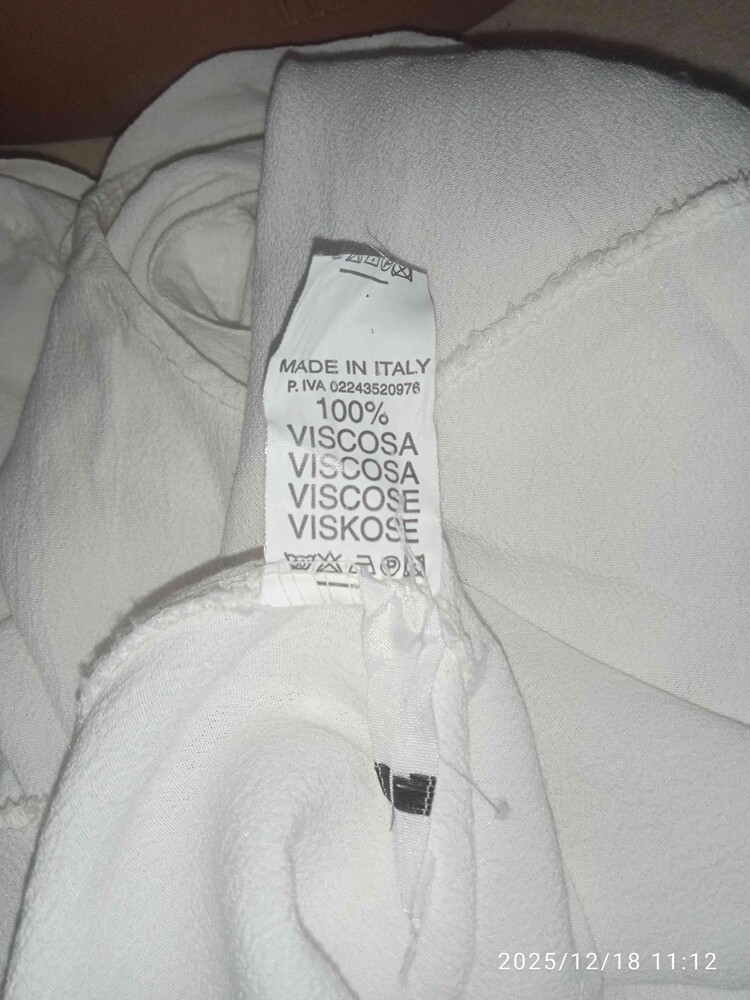 MADE IN ITALY
P. IVA 02243520976
100%
VISCOSA
VISCOSA
VISCOSE
VISKOSE
2025/12/18 11:12